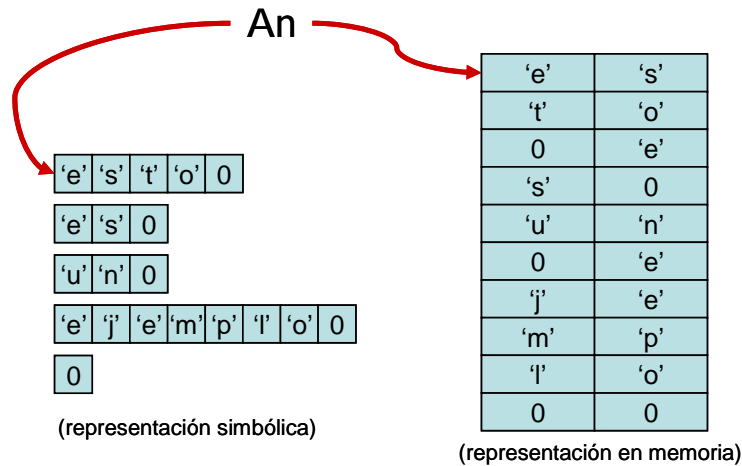 An
‘e’ ‘s’ ‘t’ ‘o’ 0
‘e’ ‘s’ 0
‘u’ ‘n’ 0
‘e’ ‘j’ ‘e’ ‘m’ ‘p’ ‘l’ ‘o’ 0
0
(representación simbólica)
‘e’ ‘s’
‘t’ ‘o’
0 ‘e’
‘s’ 0
‘u’ ‘n’
0 ‘e’
‘j’ ‘e’
‘m’ ‘p’
‘l’ ‘o’
0 0
(representación en memoria)